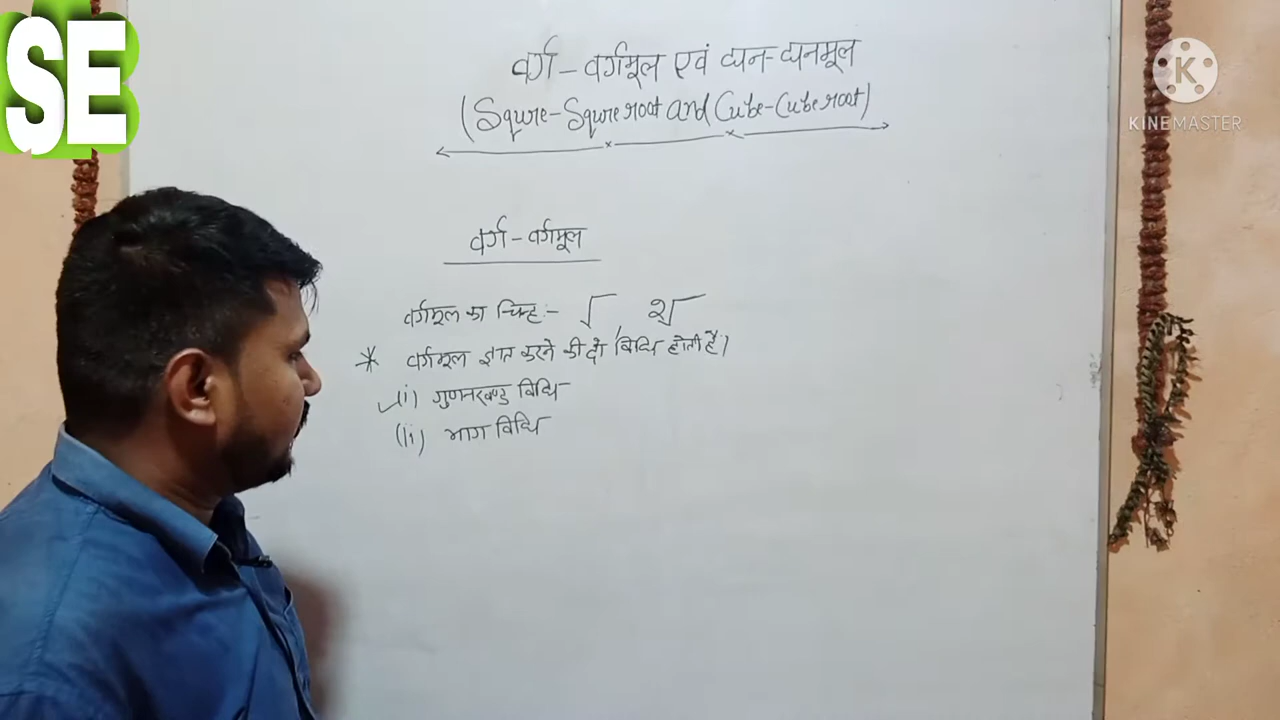 SE
वर्ग - वर्गमूल एवं घन-घनमूल
(Squre-Squre root and Cube-Cube root)
K
KINEMASTER
वर्ग - वर्गमूल
वर्गमूल का चिन्ह :- √ 2√
* वर्गमूल ज्ञात करने की दो विधि होती है।
(i) गुणनखण्ड विधि
(ii) भाग विधि